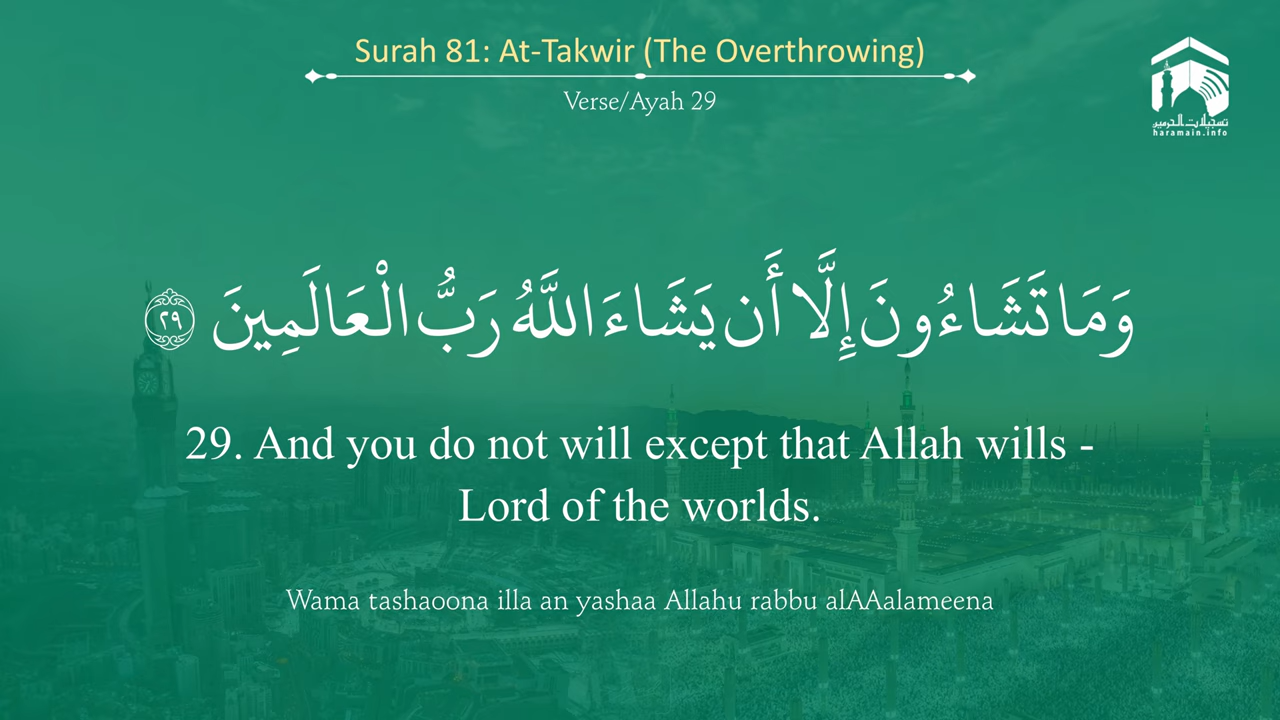 Surah 81: At-Takwir (The Overthrowing)
Verse/Ayah 29
تسجيلات الحرمين
haramain.info
وَمَا تَشَاءُونَ إِلَّا أَن يَشَاءَ اللَّهُ رَبُّ الْعَالَمِينَ ٢٩
29. And you do not will except that Allah wills -
Lord of the worlds.
Wama tashaoona illa an yashaa Allahu rabbu alAAalameena